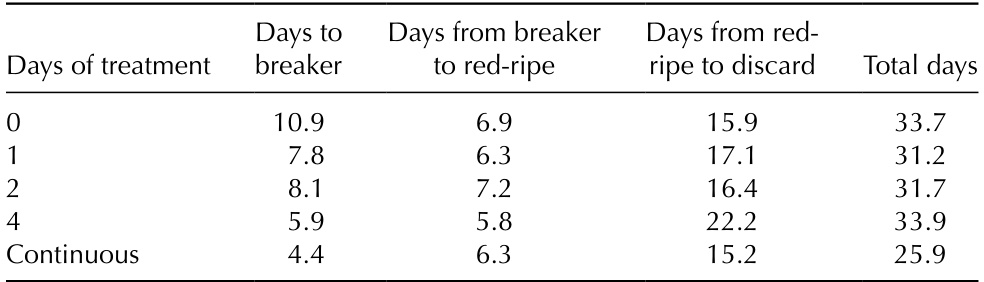 Days to Days from breaker Days from red-
Days of treatment breaker to red-ripe ripe to discard Total days
0 10.9 6.9 15.9 33.7
1 7.8 6.3 17.1 31.2
2 8.1 7.2 16.4 31.7
4 5.9 5.8 22.2 33.9
Continuous 4.4 6.3 15.2 25.9